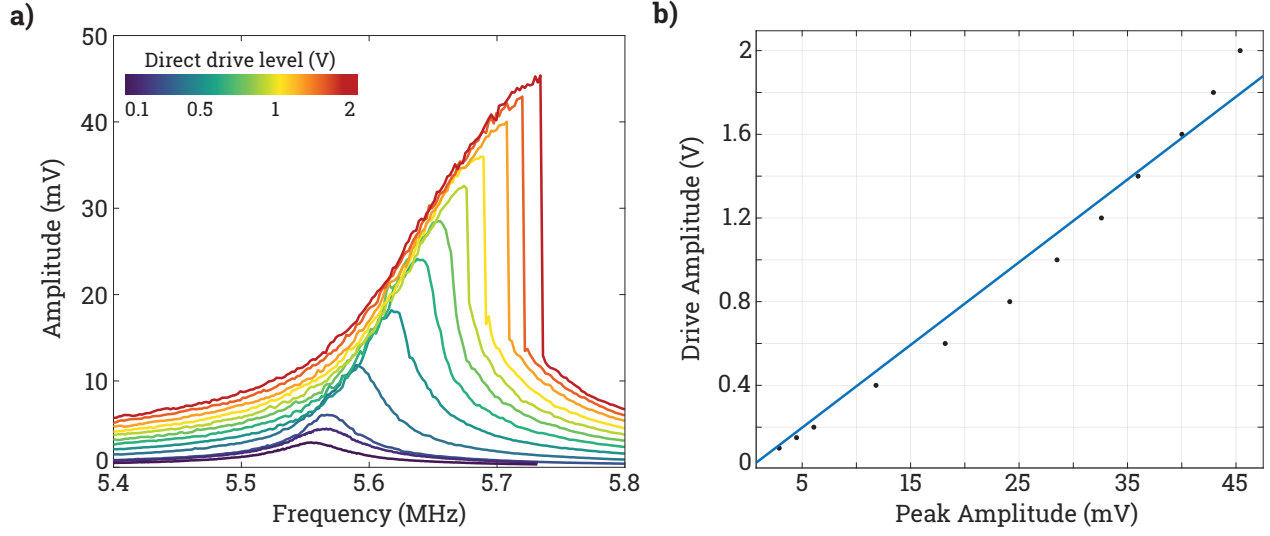 a)
50
40
30
20
10
0
Amplitude (mV)
Direct drive level (V)
0.1 0.5 1 2
5.4 5.5 5.6 5.7 5.8
Frequency (MHz)
b)
2
1.6
1.2
0.8
0.4
0
Drive Amplitude (V)
5 15 25 35 45
Peak Amplitude (mV)